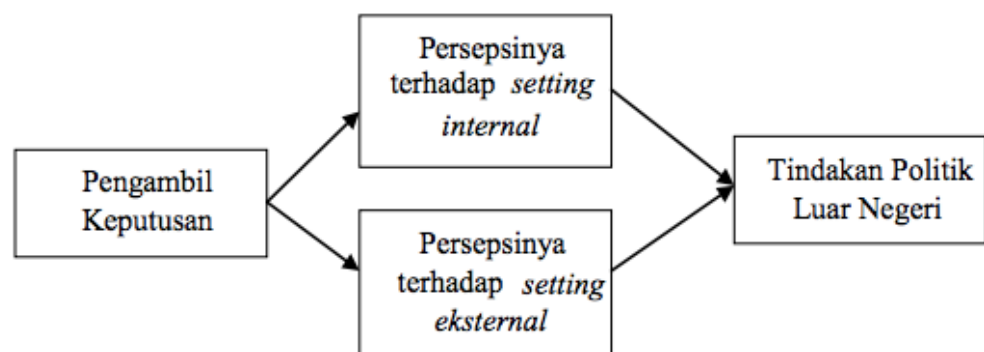 Pengambil
Keputusan
Persepsinya
terhadap setting
internal
Persepsinya
terhadap setting
eksternal
Tindakan Politik
Luar Negeri